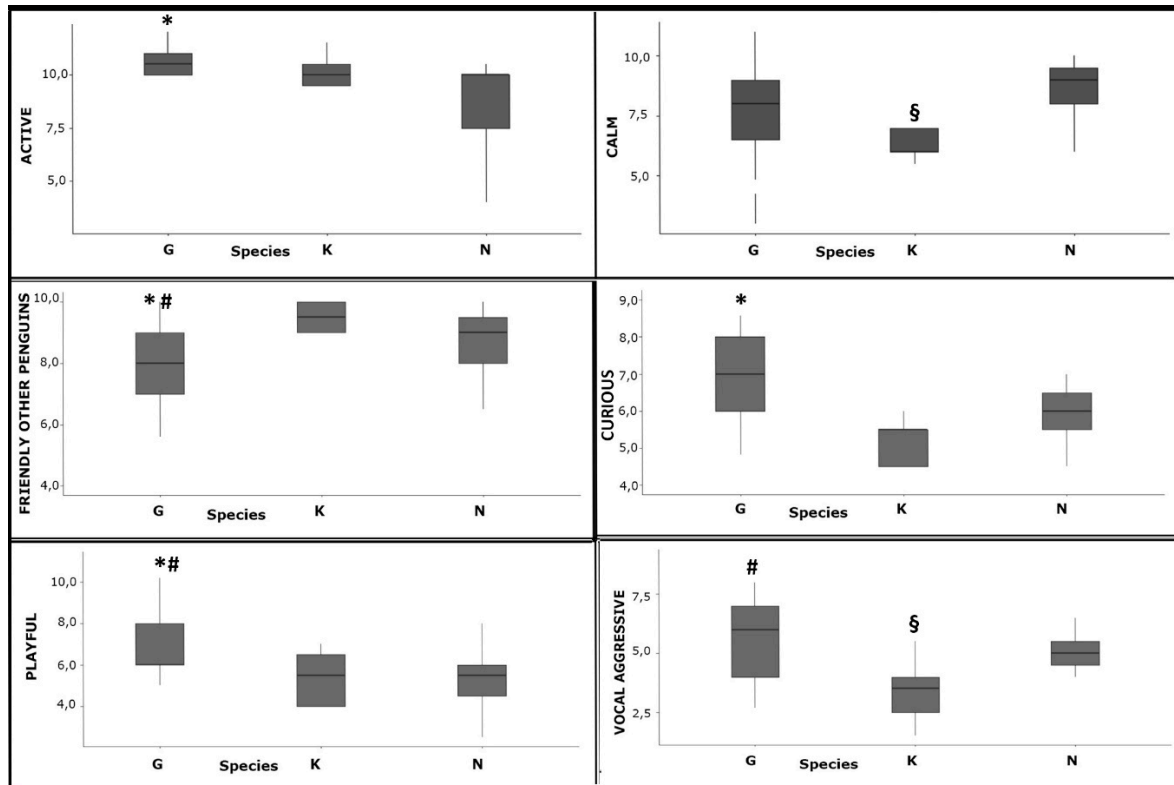 *
10,0
7,5
5,0
ACTIVE
G Species K N
10,0
7,5
5,0
CALM
§
G Species K N
10,0
8,0
6,0
4,0
FRIENDLY OTHER PENGUINS
*#
G Species K N
9,0
8,0
7,0
6,0
5,0
4,0
CURIOUS
*
G Species K N
10,0
8,0
6,0
4,0
PLAYFUL
*#
G Species K N
7,5
5,0
2,5
VOCAL AGGRESSIVE
#
§
G Species K N